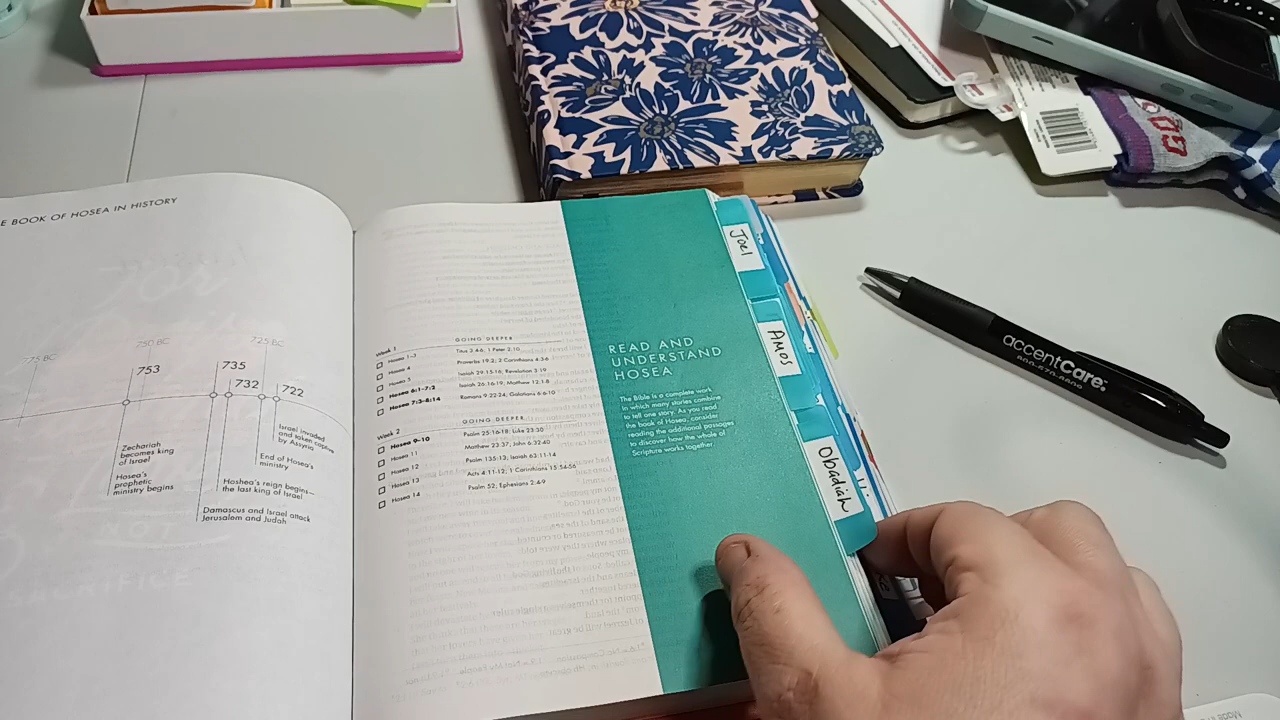 E BOOK OF HOSEA IN HISTORY
775 BC
750 BC
725 BC
753
735
732
722
Zechariah
becomes king
of Israel
Hosea's
prophetic
ministry begins
Israel invaded
and taken captive
by Assyria
End of Hosea's
ministry
Hoshea's reign begins—
the last king of Israel
Damascus and Israel attack
Jerusalem and Judah
Week 1
GOING DEEPER
Hosea 1–3 Titus 3:4-6; 1 Peter 2:10
Hosea 4 Proverbs 19:2; 2 Corinthians 4:3-6
Hosea 5 Isaiah 29:15-16; Revelation 3:19
Hosea 6:1–7:2 Isaiah 26:16-19; Matthew 12:1-8
Hosea 7:3–8:14 Romans 9:22-24; Galatians 6:6-10
Week 2
GOING DEEPER
Hosea 9–10 Psalm 25:16-18; Luke 23:30
Hosea 11 Matthew 23:37; John 6:32-40
Hosea 12 Psalm 135:13; Isaiah 63:11-14
Hosea 13 Acts 4:11-12; 1 Corinthians 15:54-56
Hosea 14 Psalm 52; Ephesians 2:4-9
READ AND
UNDERSTAND
HOSEA
The Bible is a complete work
in which many stories combine
to tell one story. As you read
the book of Hosea, consider
reading the additional passages
to discover how the whole of
Scripture works together.
Joel
Amos
Obadiah
accentCare.
800-570-8809